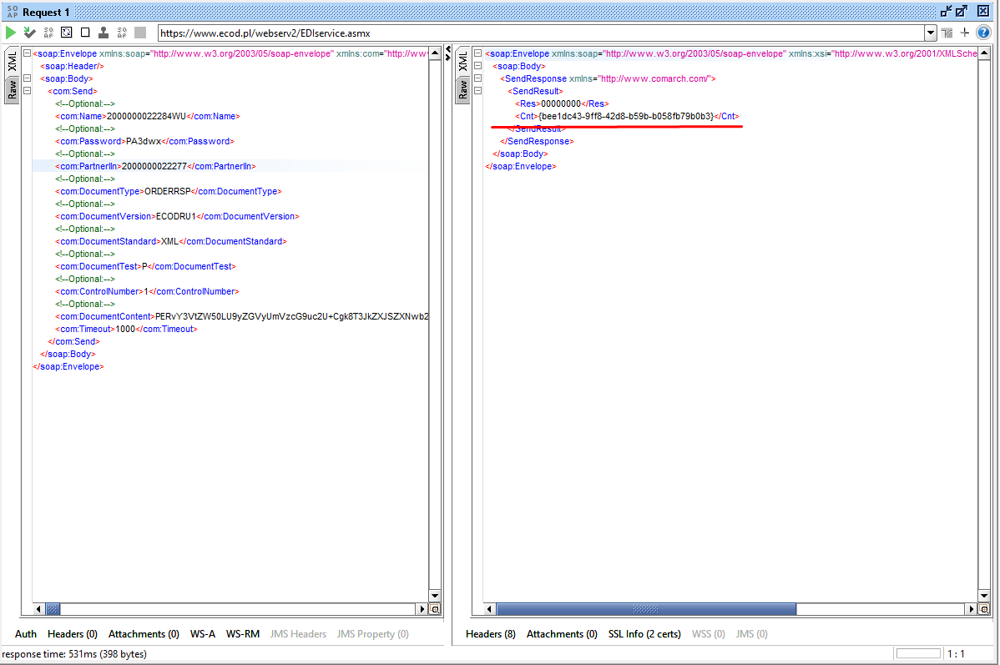 SO
AP
Request 1
SO
AP
SO
AP
https://www.ecod.pl/webserv2/EDIservice.asmx
XML
Raw
<soap:Envelope xmlns:soap="http://www.w3.org/2003/05/soap-envelope" xmlns:com="http://www
<soap:Header/>
<soap:Body>
<com:Send>
<!--Optional:-->
<com:Name>2000000022284WU</com:Name>
<!--Optional:-->
<com:Password>PA3dwx</com:Password>
<!--Optional:-->
<com:PartnerIln>2000000022277</com:PartnerIln>
<!--Optional:-->
<com:DocumentType>ORDERRSP</com:DocumentType>
<!--Optional:-->
<com:DocumentVersion>ECODRU1</com:DocumentVersion>
<!--Optional:-->
<com:DocumentStandard>XML</com:DocumentStandard>
<!--Optional:-->
<com:DocumentTest>P</com:DocumentTest>
<!--Optional:-->
<com:ControlNumber>1</com:ControlNumber>
<!--Optional:-->
<com:DocumentContent>PERvY3VtZW50LU9yZGVyUmVzcG9uc2U+Cgk8T3JkZXJSZXNwb2
<com:Timeout>1000</com:Timeout>
</com:Send>
</soap:Body>
</soap:Envelope>
XML
Raw
<soap:Envelope xmlns:soap="http://www.w3.org/2003/05/soap-envelope" xmlns:xsi="http://www.w3.org/2001/XMLSche
<soap:Body>
<SendResponse xmlns="http://www.comarch.com/">
<SendResult>
<Res>00000000</Res>
<Cnt>{bee1dc43-9ff8-42d8-b59b-b058fb79b0b3}</Cnt>
</SendResult>
</SendResponse>
</soap:Body>
</soap:Envelope>
Auth Headers (0) Attachments (0) WS-A WS-RM JMS Headers JMS Property (0)
Headers (8) Attachments (0) SSL Info (2 certs) WSS (0) JMS (0)
response time: 531ms (398 bytes)
1 : 1